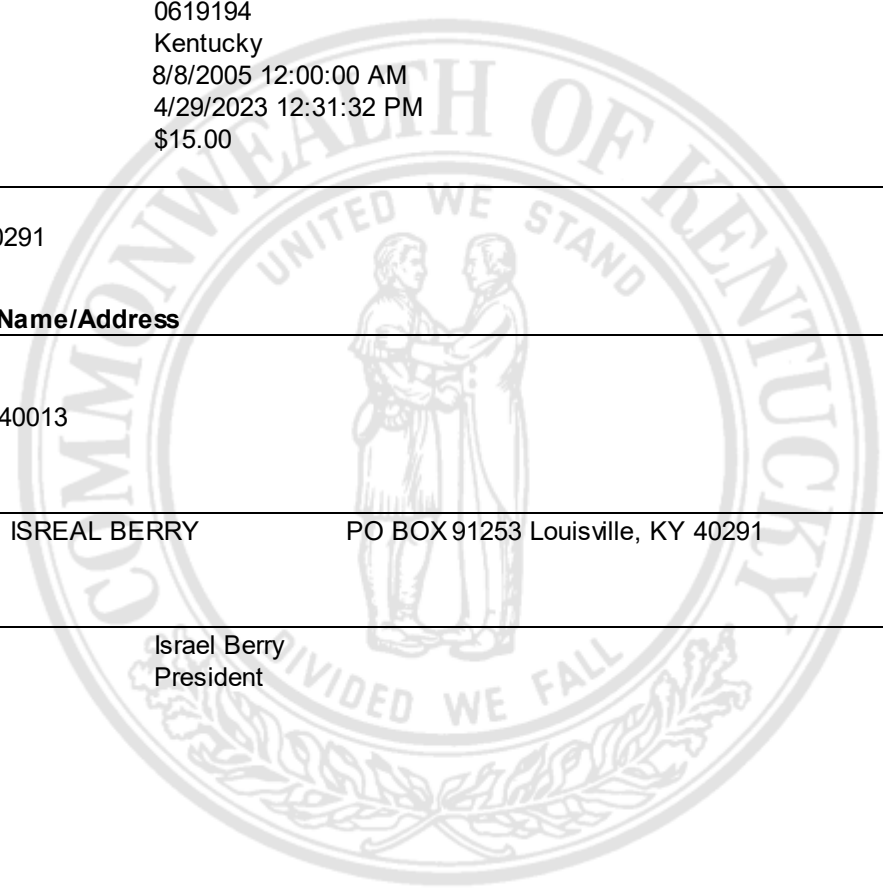 0619194
Kentucky
8/8/2005 12:00:00 AM
4/29/2023 12:31:32 PM
$15.00
COMMONWEALTH OF KENTUCKY
UNITED WE STAND
0291
Name/Address
40013
ISREAL BERRY PO BOX 91253 Louisville, KY 40291
Israel Berry
President
DIVIDED WE FALL